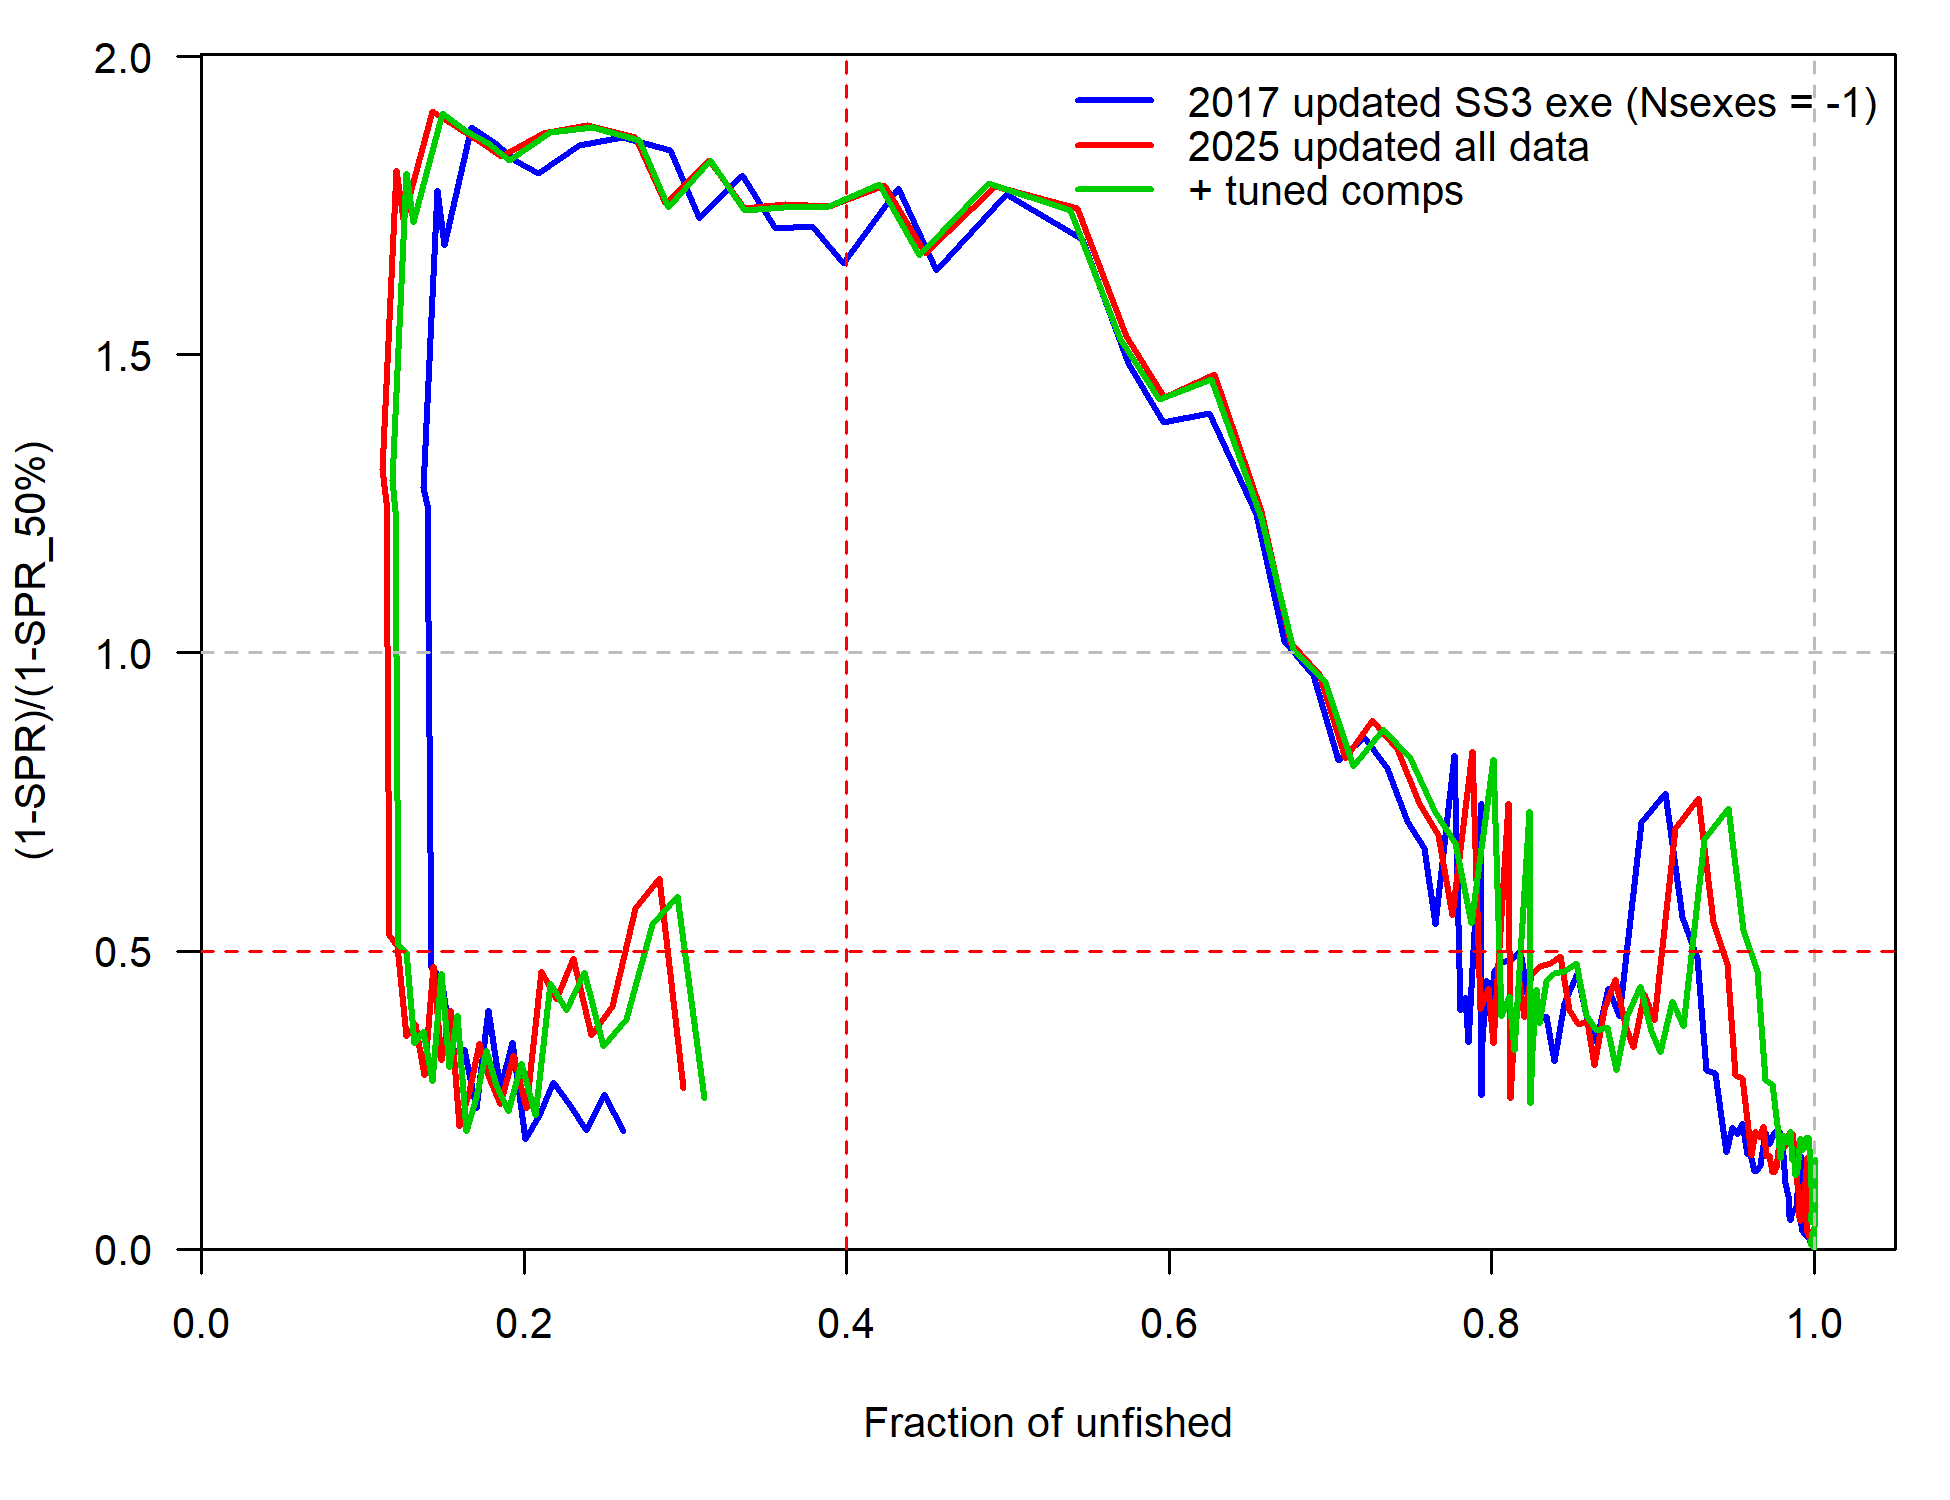 2017 updated SS3 exe (Nsexes = -1)
2025 updated all data
+ tuned comps
(1-SPR)/(1-SPR_50%)
2.0
1.5
1.0
0.5
0.0
0.0 0.2 0.4 0.6 0.8 1.0
Fraction of unfished